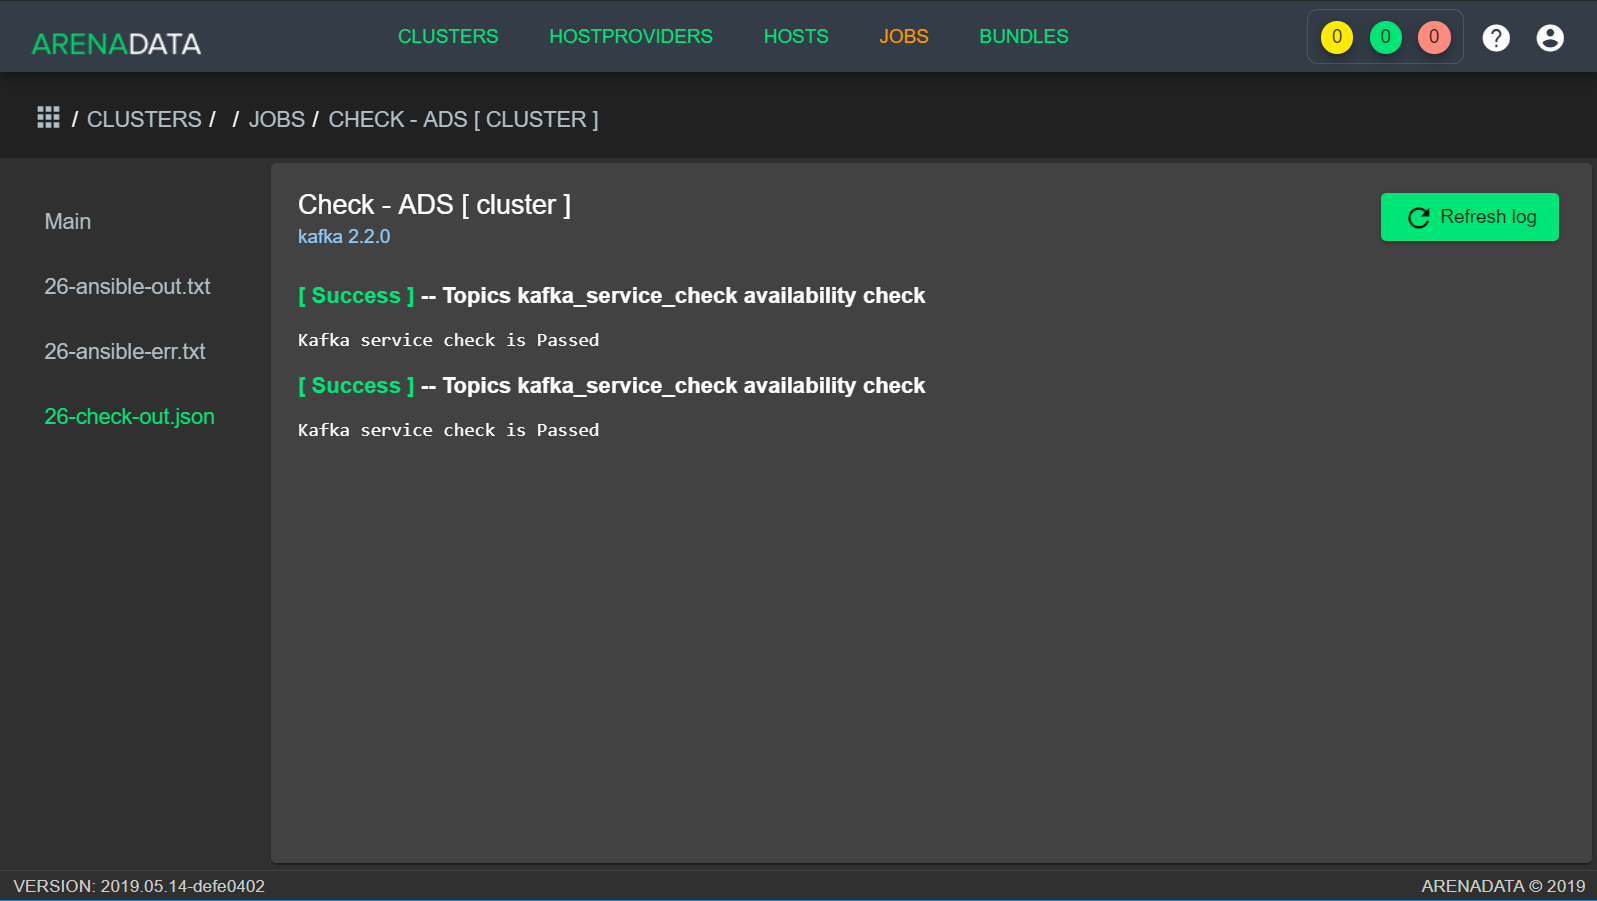 ARENADATA CLUSTERS HOSTPROVIDERS HOSTS JOBS BUNDLES 0 0 0 ?
/ CLUSTERS / / JOBS / CHECK - ADS [ CLUSTER ]
Main
26-ansible-out.txt
26-ansible-err.txt
26-check-out.json
Check - ADS [ cluster ]
kafka 2.2.0
Refresh log
[ Success ] -- Topics kafka_service_check availability check
Kafka service check is Passed
[ Success ] -- Topics kafka_service_check availability check
Kafka service check is Passed
VERSION: 2019.05.14-defe0402
ARENADATA © 2019